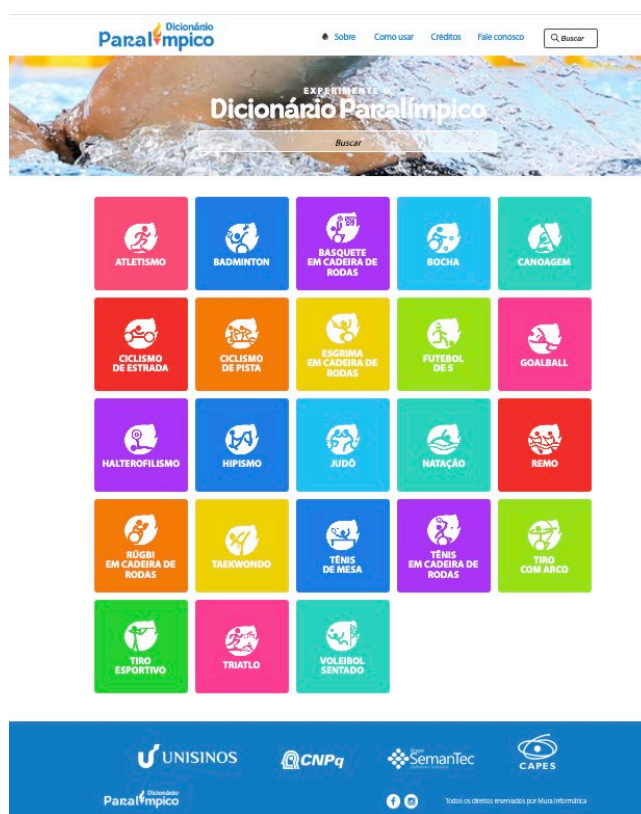 Dicionário
Paralímpico
Sobre Como usar Créditos Fale conosco Buscar
EXPERIMENTE O
Dicionário Paralímpico
Buscar
ATLETISMO
BADMINTON
BASQUETE
EM CADEIRA DE
RODAS
BOCHA
CANOAGEM
CICLISMO
DE ESTRADA
CICLISMO
DE PISTA
ESGRIMA
EM CADEIRA DE
RODAS
FUTEBOL
DE 5
GOALBALL
HALTEROFILISMO
HIPISMO
JUDÔ
NATAÇÃO
REMO
RÚGBI
EM CADEIRA DE
RODAS
TAEKWONDO
TÊNIS
DE MESA
TÊNIS
EM CADEIRA DE
RODAS
TIRO
COM ARCO
TIRO
ESPORTIVO
TRIATLO
VOLEIBOL
SENTADO
UNISINOS
CNPq
SemanTec
CAPES
Dicionário
Paralímpico
Todos os direitos reservados por Mura Informática